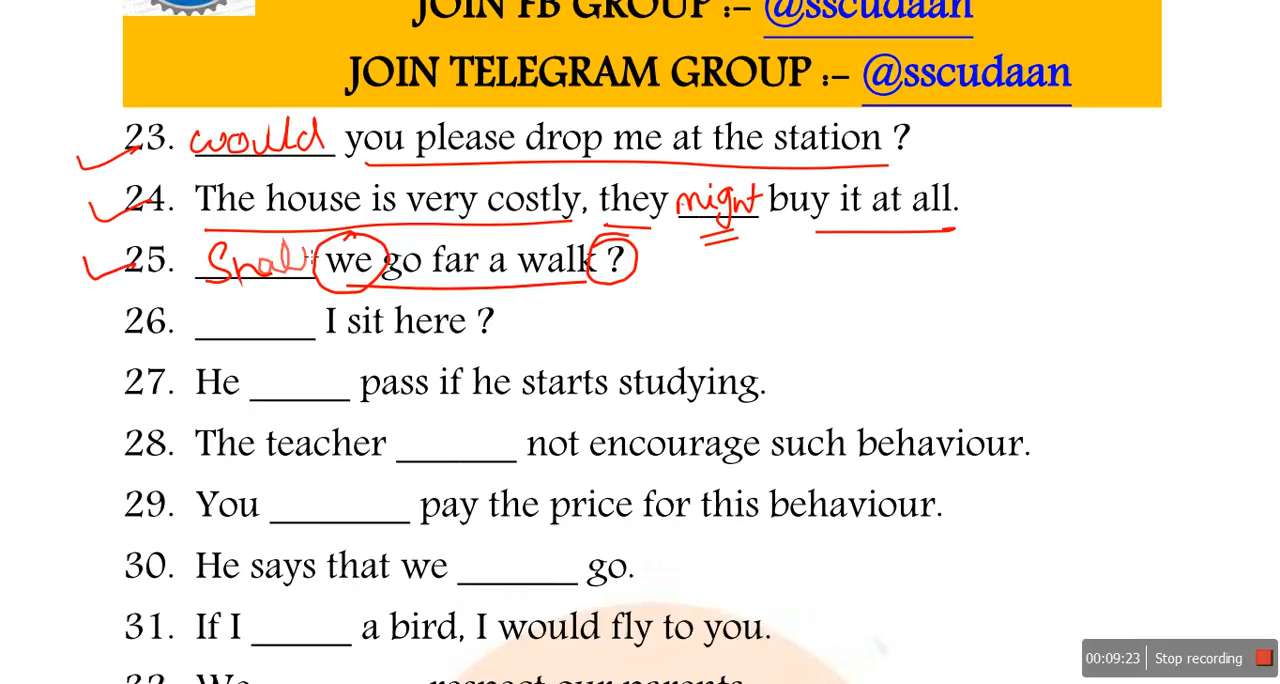 JOIN FB GROUP :- @sscudaan
JOIN TELEGRAM GROUP :- @sscudaan
23. would you please drop me at the station ?
24. The house is very costly, they might buy it at all.
25. Shall we go far a walk ?
26. ______ I sit here ?
27. He _____ pass if he starts studying.
28. The teacher ______ not encourage such behaviour.
29. You _______ pay the price for this behaviour.
30. He says that we ______ go.
31. If I _____ a bird, I would fly to you.
We respect our parents
00:09:23 Stop recording